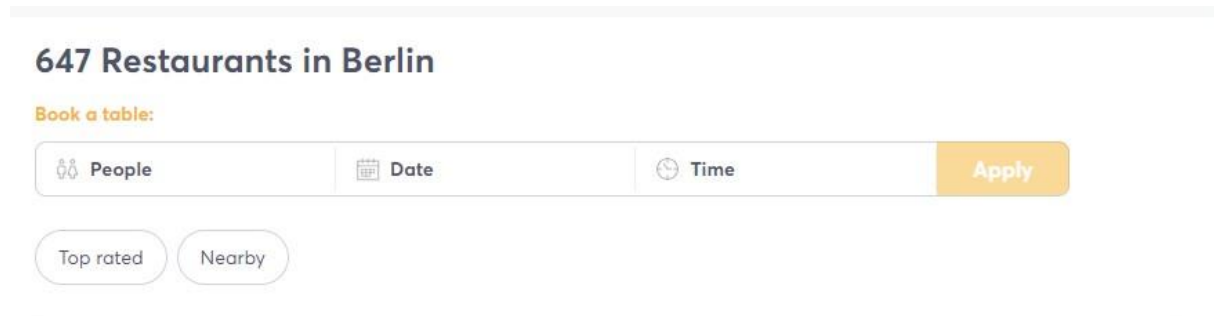 647 Restaurants in Berlin
Book a table:
People Date Time Apply
Top rated Nearby